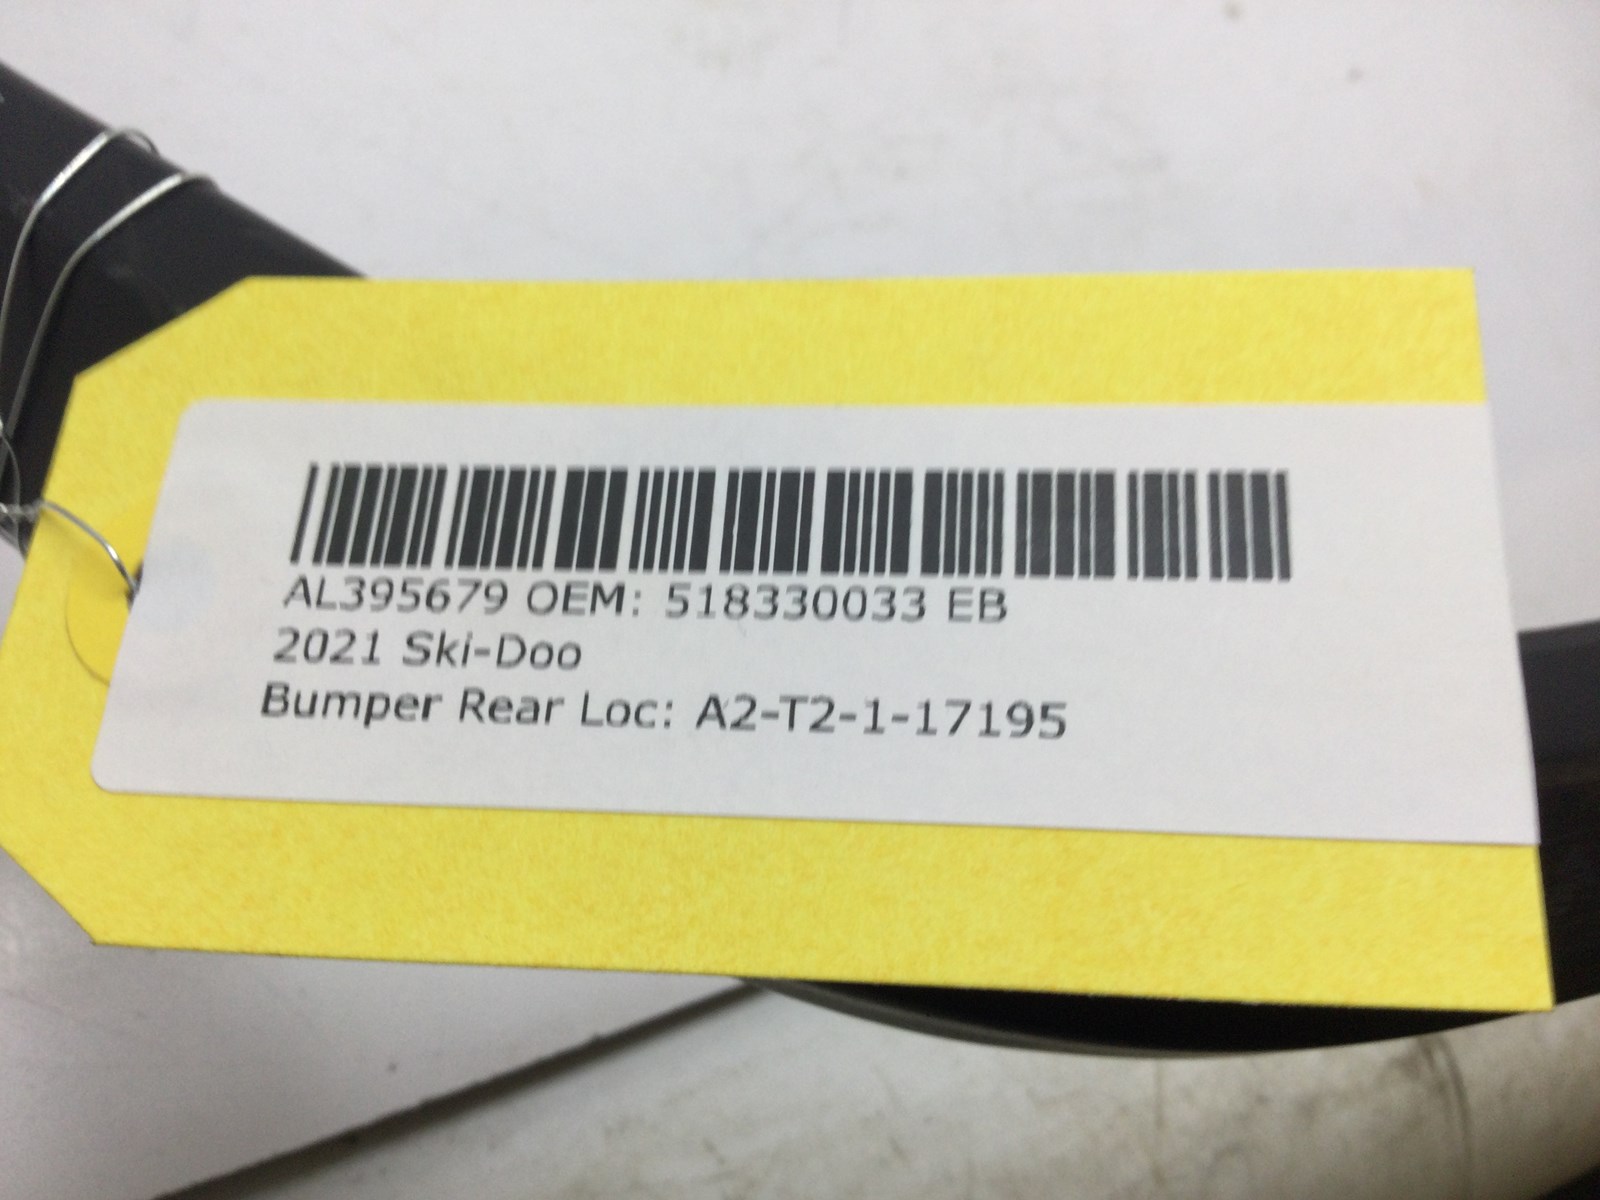 AL395679 OEM: 518330033 EB
2021 Ski-Doo
Bumper Rear Loc: A2-T2-1-17195